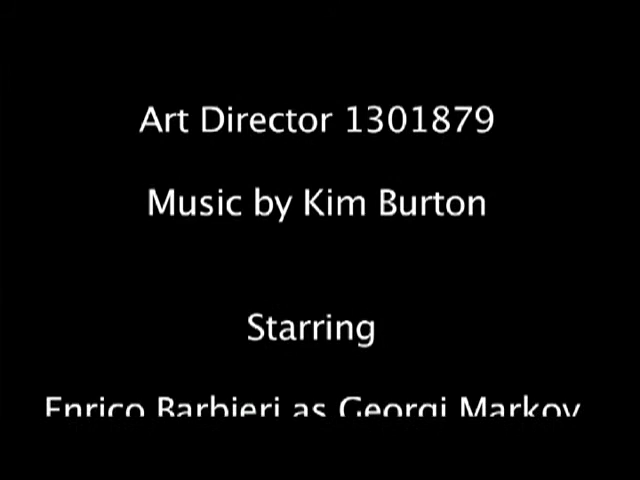 Art Director 1301879
Music by Kim Burton
Starring
Enrico Barbieri as Georgi Markov